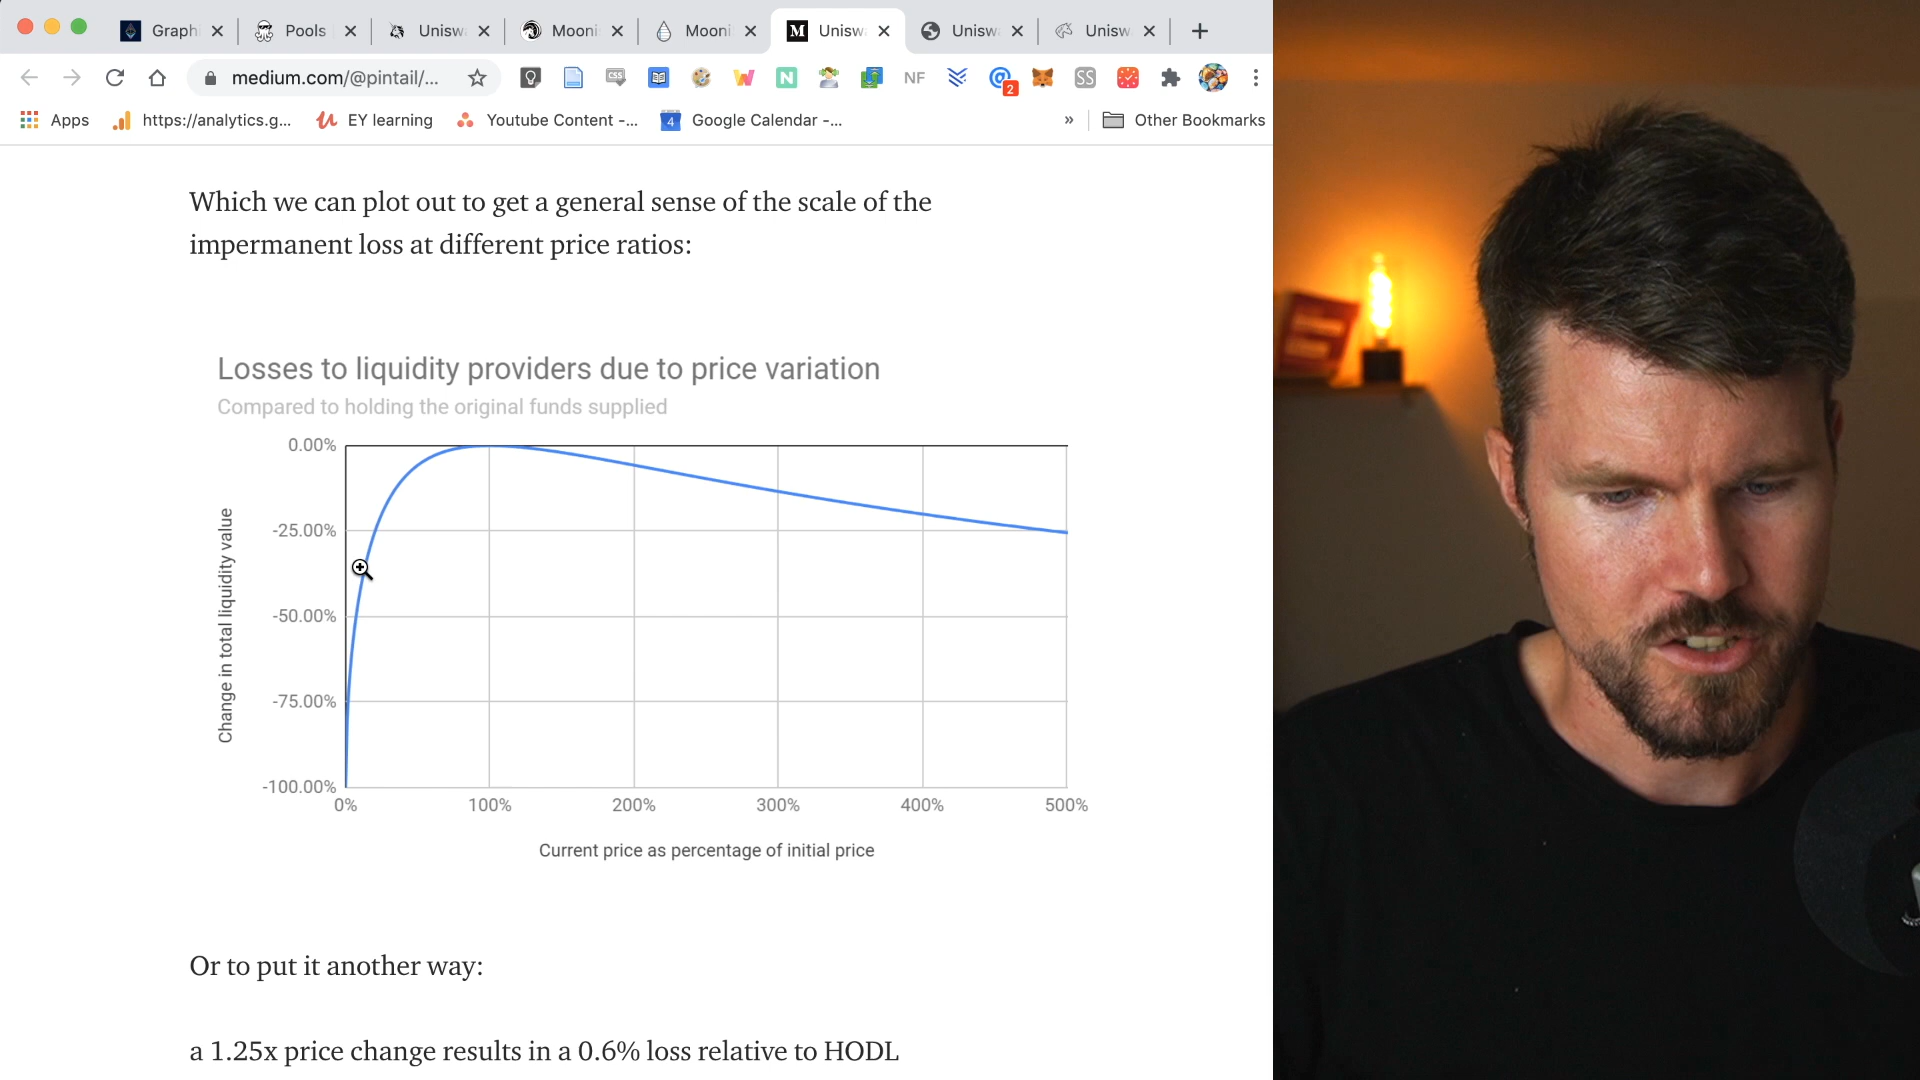 Graph
Pools
Unisw
Mooni
Mooni
Unisw
Unisw
Unisw
medium.com/@pintail/...
CSS
NF
2
SS
Apps
https://analytics.g...
EY learning
Youtube Content -...
4
Google Calendar -...
»
Other Bookmarks
Which we can plot out to get a general sense of the scale of the
impermanent loss at different price ratios:
Losses to liquidity providers due to price variation
Compared to holding the original funds supplied
Change in total liquidity value
0.00%
-25.00%
-50.00%
-75.00%
-100.00%
0%
100%
200%
300%
400%
500%
Current price as percentage of initial price
Or to put it another way:
a 1.25x price change results in a 0.6% loss relative to HODL
E